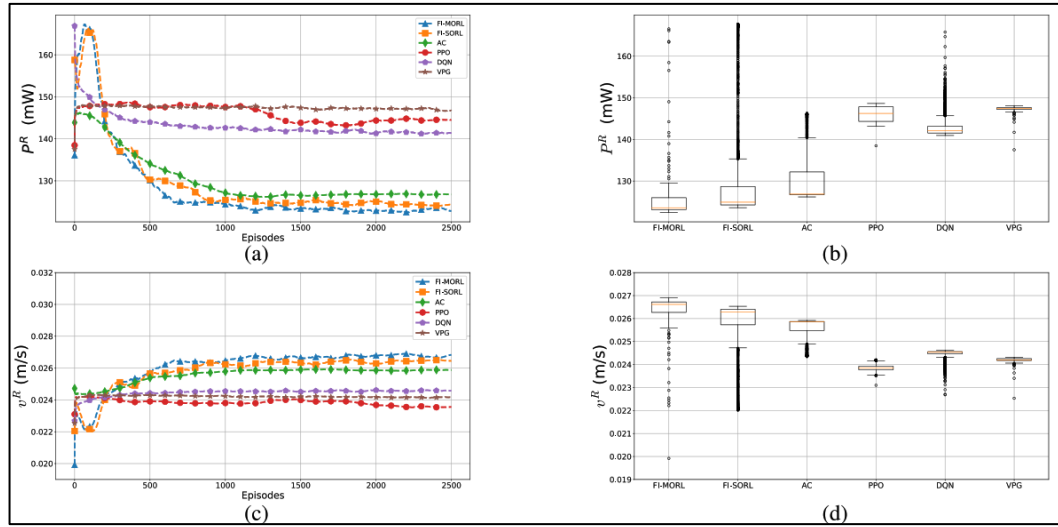 FI-MORL
FI-SORL
AC
PPO
DQN
VPG
160
150
140
130
P^R (mW)
0 500 1000 1500 2000 2500
Episodes
(a)
160
150
140
130
P^R (mW)
FI-MORL FI-SORL AC PPO DQN VPG
(b)
0.032
0.030
0.028
0.026
0.024
0.022
0.020
v^R (m/s)
FI-MORL
FI-SORL
AC
PPO
DQN
VPG
0 500 1000 1500 2000 2500
Episodes
(c)
0.028
0.027
0.026
0.025
0.024
0.023
0.022
0.021
0.020
0.019
v^R (m/s)
FI-MORL FI-SORL AC PPO DQN VPG
(d)